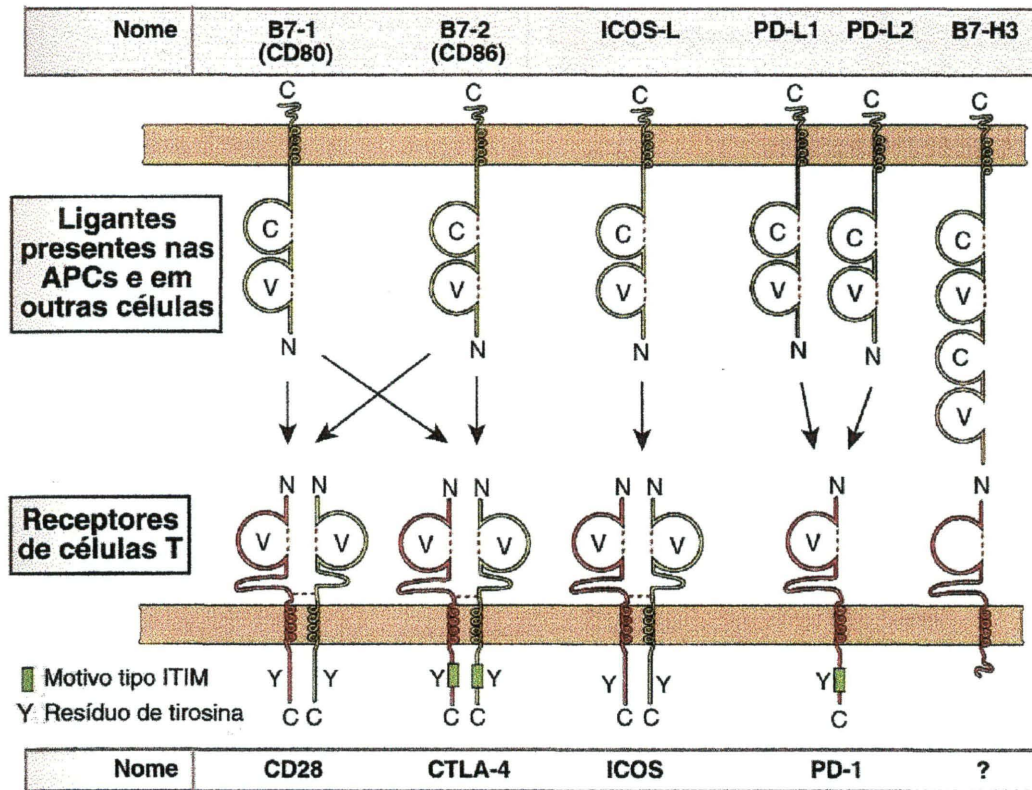 Nome B7-1 B7-2 ICOS-L PD-L1 PD-L2 B7-H3
(CD80) (CD86)
C C C C C C
Ligantes
presentes nas
APCs e em
outras células
C C C C C C
V V V V V V
N N N N N
C
V
Receptores
de células T
N N N N N N N N
V V V V V V V
Y Y Y Y Y Y Y
C C C C C C C
Motivo tipo ITIM
Y Resíduo de tirosina
Nome CD28 CTLA-4 ICOS PD-1 ?